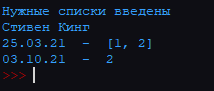 Нужные списки введены
Стивен Кинг
25.03.21  -  [1, 2]
03.10.21  -  2
>>>